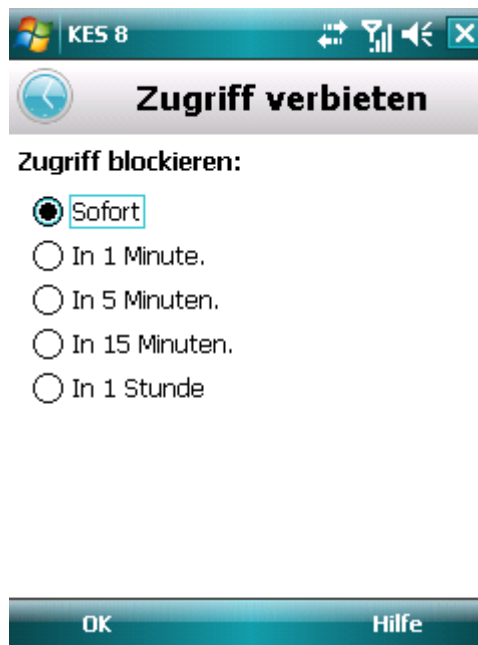 KES 8
Zugriff verbieten
Zugriff blockieren:
Sofort
In 1 Minute.
In 5 Minuten.
In 15 Minuten.
In 1 Stunde
OK Hilfe